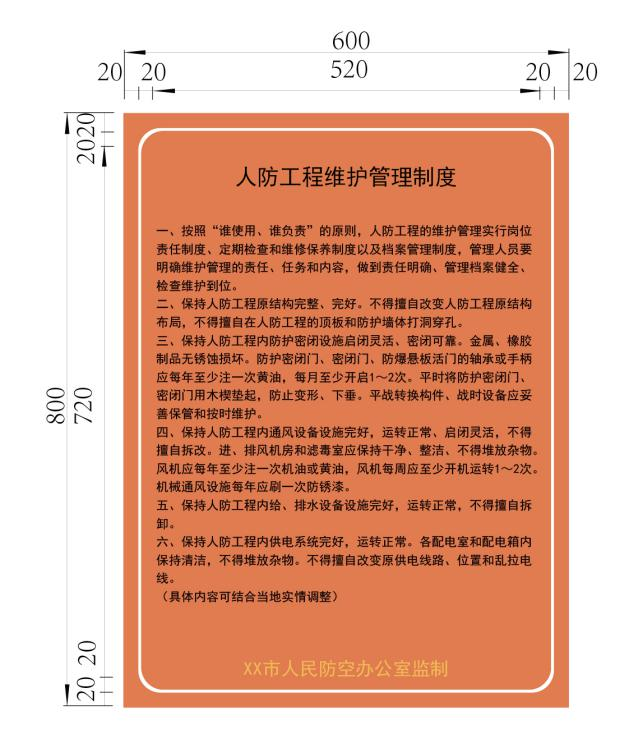 600
20 20 520 20 20
20
20
人防工程维护管理制度
一、按照“谁使用、谁负责”的原则，人防工程的维护管理实行岗位
责任制度、定期检查和维修保养制度以及档案管理制度，管理人员要
明确维护管理的责任、任务和内容，做到责任明确、管理档案健全、
检查维护到位。
二、保持人防工程原结构完整、完好。不得擅自改变人防工程原结构
布局，不得擅自在人防工程的顶板和防护墙体打洞穿孔。
三、保持人防工程内防护密闭设施启闭灵活、密闭可靠。金属、橡胶
制品无锈蚀损坏。防护密闭门、密闭门、防爆悬板活门的轴承或手柄
应每年至少注一次黄油，每月至少开启1～2次。平时将防护密闭门、
密闭门用木楔垫起，防止变形、下垂。平战转换构件、战时设备应妥
善保管和按时维护。
800
720
四、保持人防工程内通风设备设施完好，运转正常、启闭灵活，不得
擅自拆改。进、排风机房和滤毒室应保持干净、整洁、不得堆放杂物。
风机应每年至少注一次机油或黄油，风机每周应至少开机运转1～2次。
机械通风设施每年应刷一次防锈漆。
五、保持人防工程内给、排水设备设施完好，运转正常，不得擅自拆
卸。
六、保持人防工程内供电系统完好，运转正常。各配电室和配电箱内
保持清洁，不得堆放杂物。不得擅自改变原供电线路、位置和乱拉电
线。
（具体内容可结合当地实情调整）
20
20
XX市人民防空办公室监制